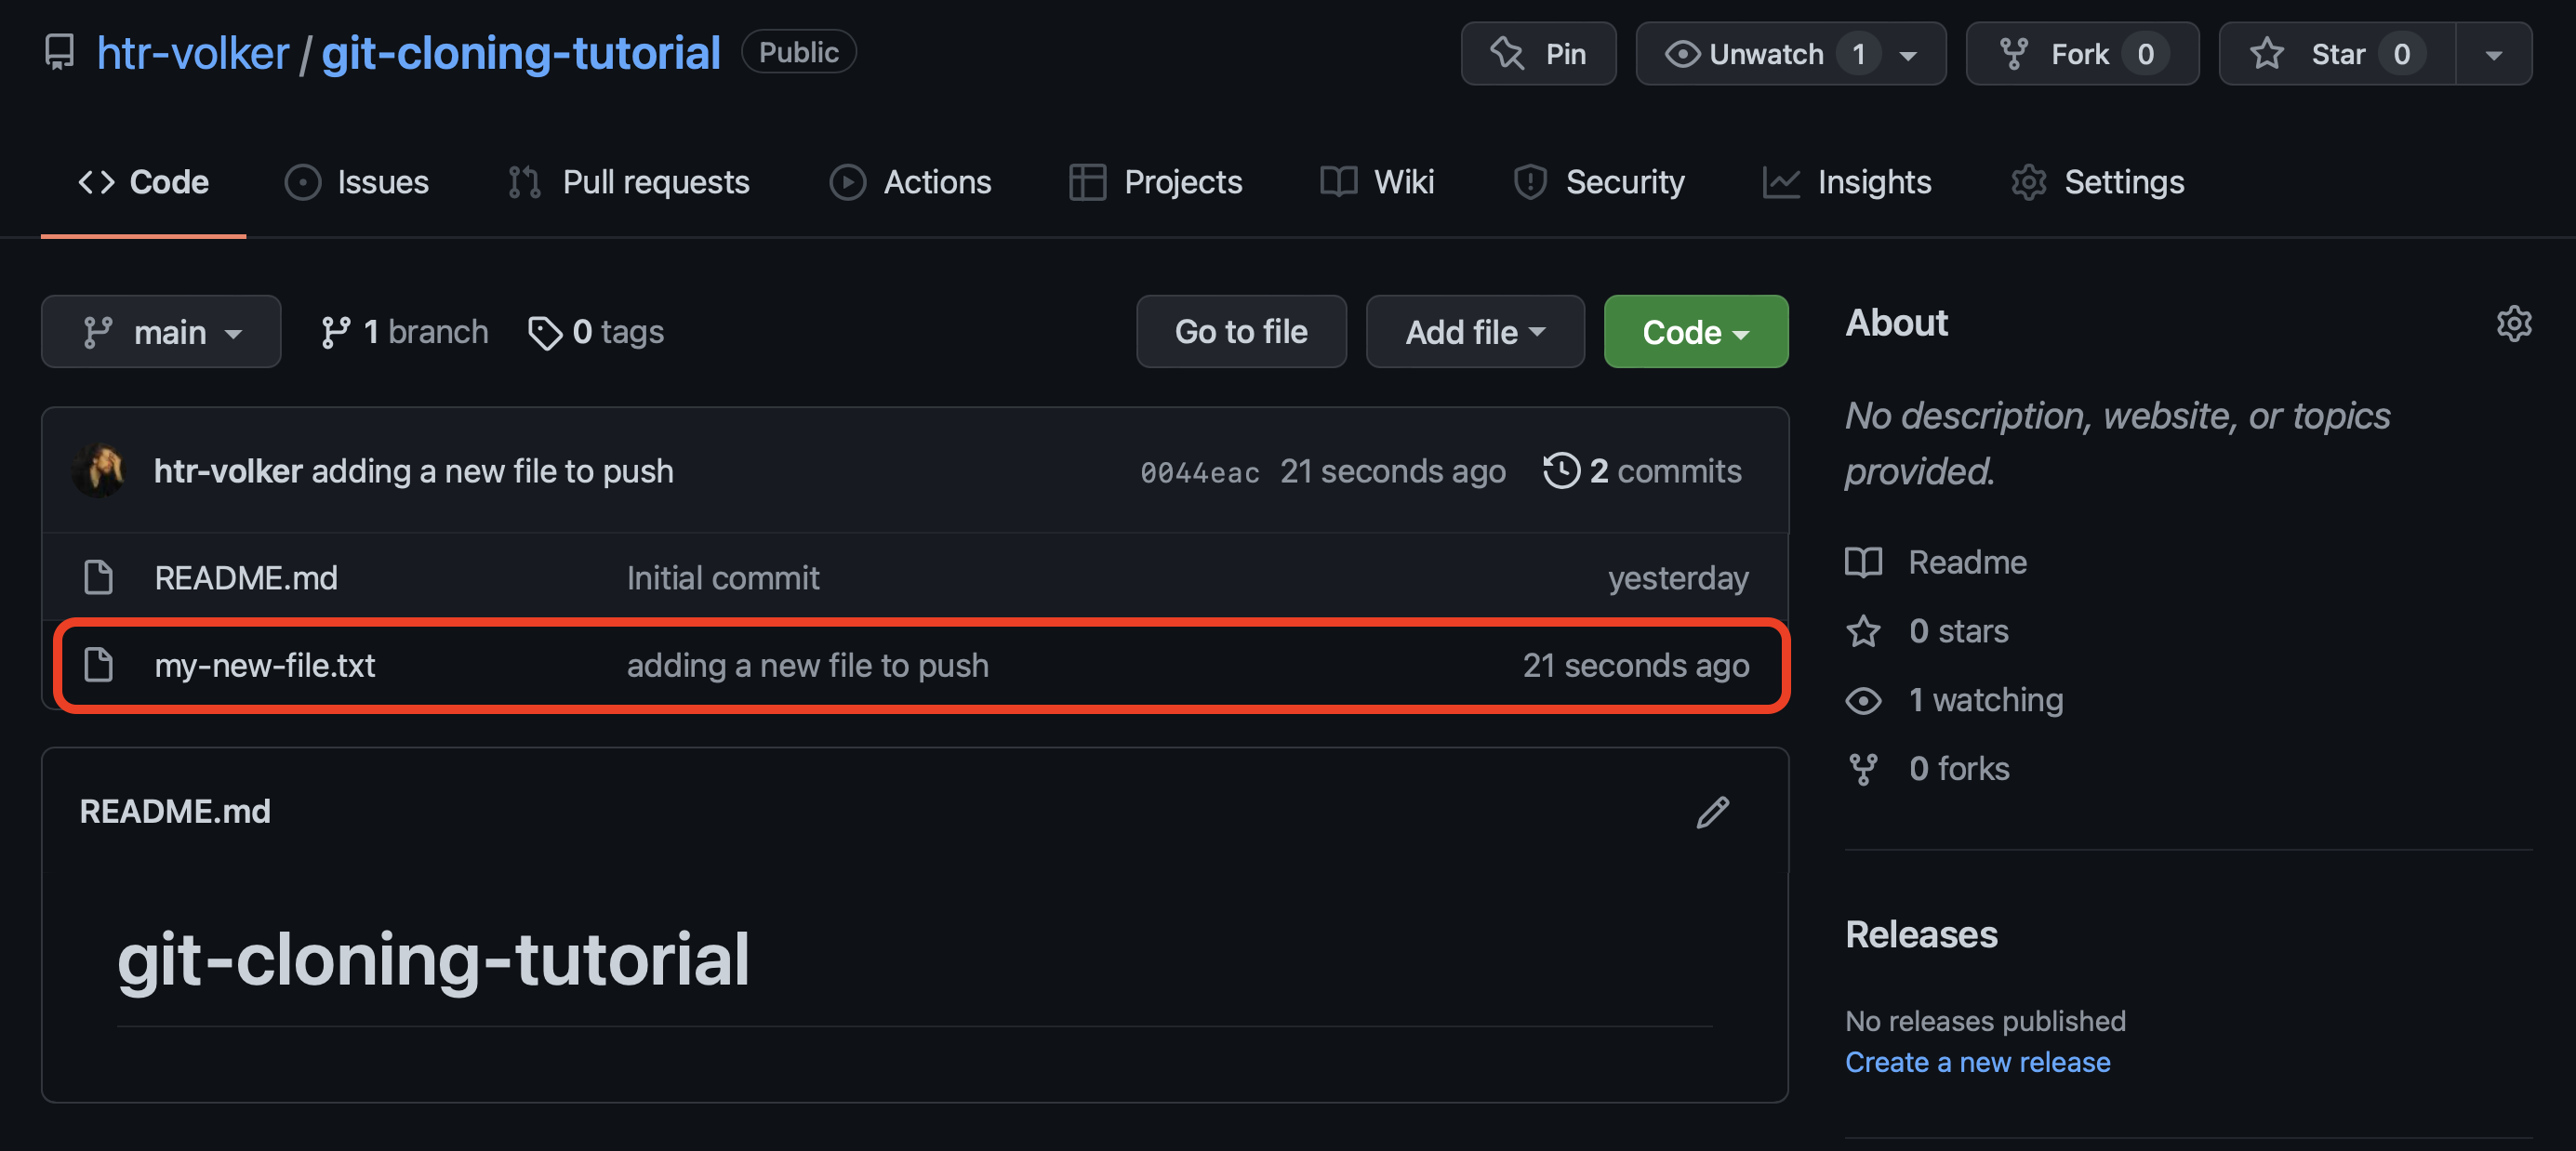 htr-volker / git-cloning-tutorial Public
Pin Unwatch 1 Fork 0 Star 0
Code Issues Pull requests Actions Projects Wiki Security Insights Settings
main 1 branch 0 tags Go to file Add file Code
htr-volker adding a new file to push 0044eac 21 seconds ago 2 commits
README.md Initial commit yesterday
my-new-file.txt adding a new file to push 21 seconds ago
README.md
git-cloning-tutorial
About
No description, website, or topics
provided.
Readme
0 stars
1 watching
0 forks
Releases
No releases published
Create a new release